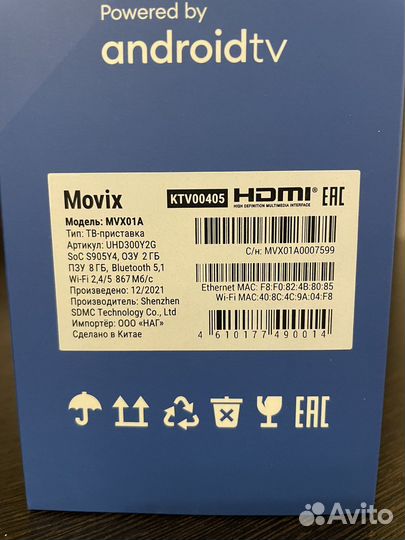 Powered by
androidtv
Movix
KTV00405
HDMI®
HIGH DEFINITION MULTIMEDIA INTERFACE
EAC
Модель: MVX01A
Тип: ТВ-приставка
Артикул: UHD300Y2G
SoC S905Y4, ОЗУ 2 ГБ
ПЗУ 8 ГБ, Bluetooth 5,1
Wi-Fi 2,4/5 867 Мб/с
Произведено: 12/2021
Производитель: Shenzhen
SDMC Technology Co., Ltd
Импортёр: ООО «НАГ»
Сделано в Китае
С/н: MVX01A0007599
Ethernet MAC: F8:F0:82:4B:80:85
Wi-Fi MAC: 40:8C:4C:9A:04:F8
4 610177 490014
EAC
Avito